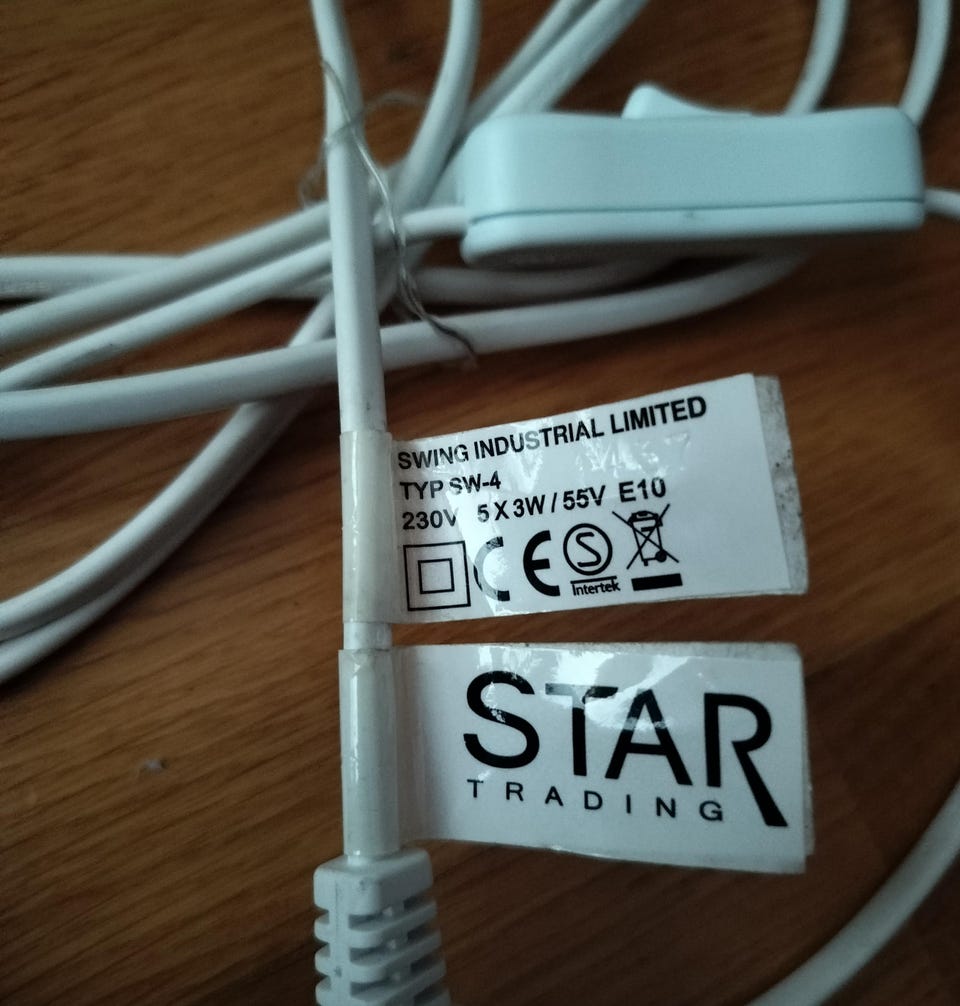 SWING INDUSTRIAL LIMITED
TYP SW-4
230V 5 X 3W / 55V E10
CE S
Intertek
STAR
TRADING